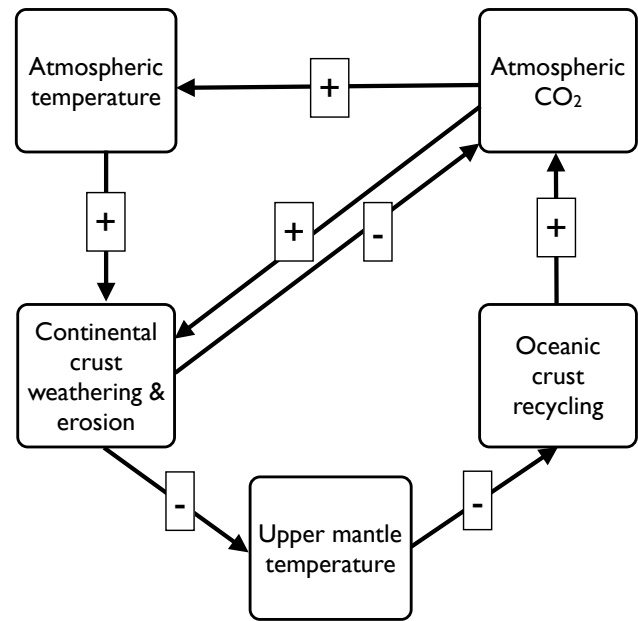 Atmospheric
temperature
+
Atmospheric
CO₂
+
+
-
+
Continental
crust
weathering &
erosion
Oceanic
crust
recycling
-
-
Upper mantle
temperature